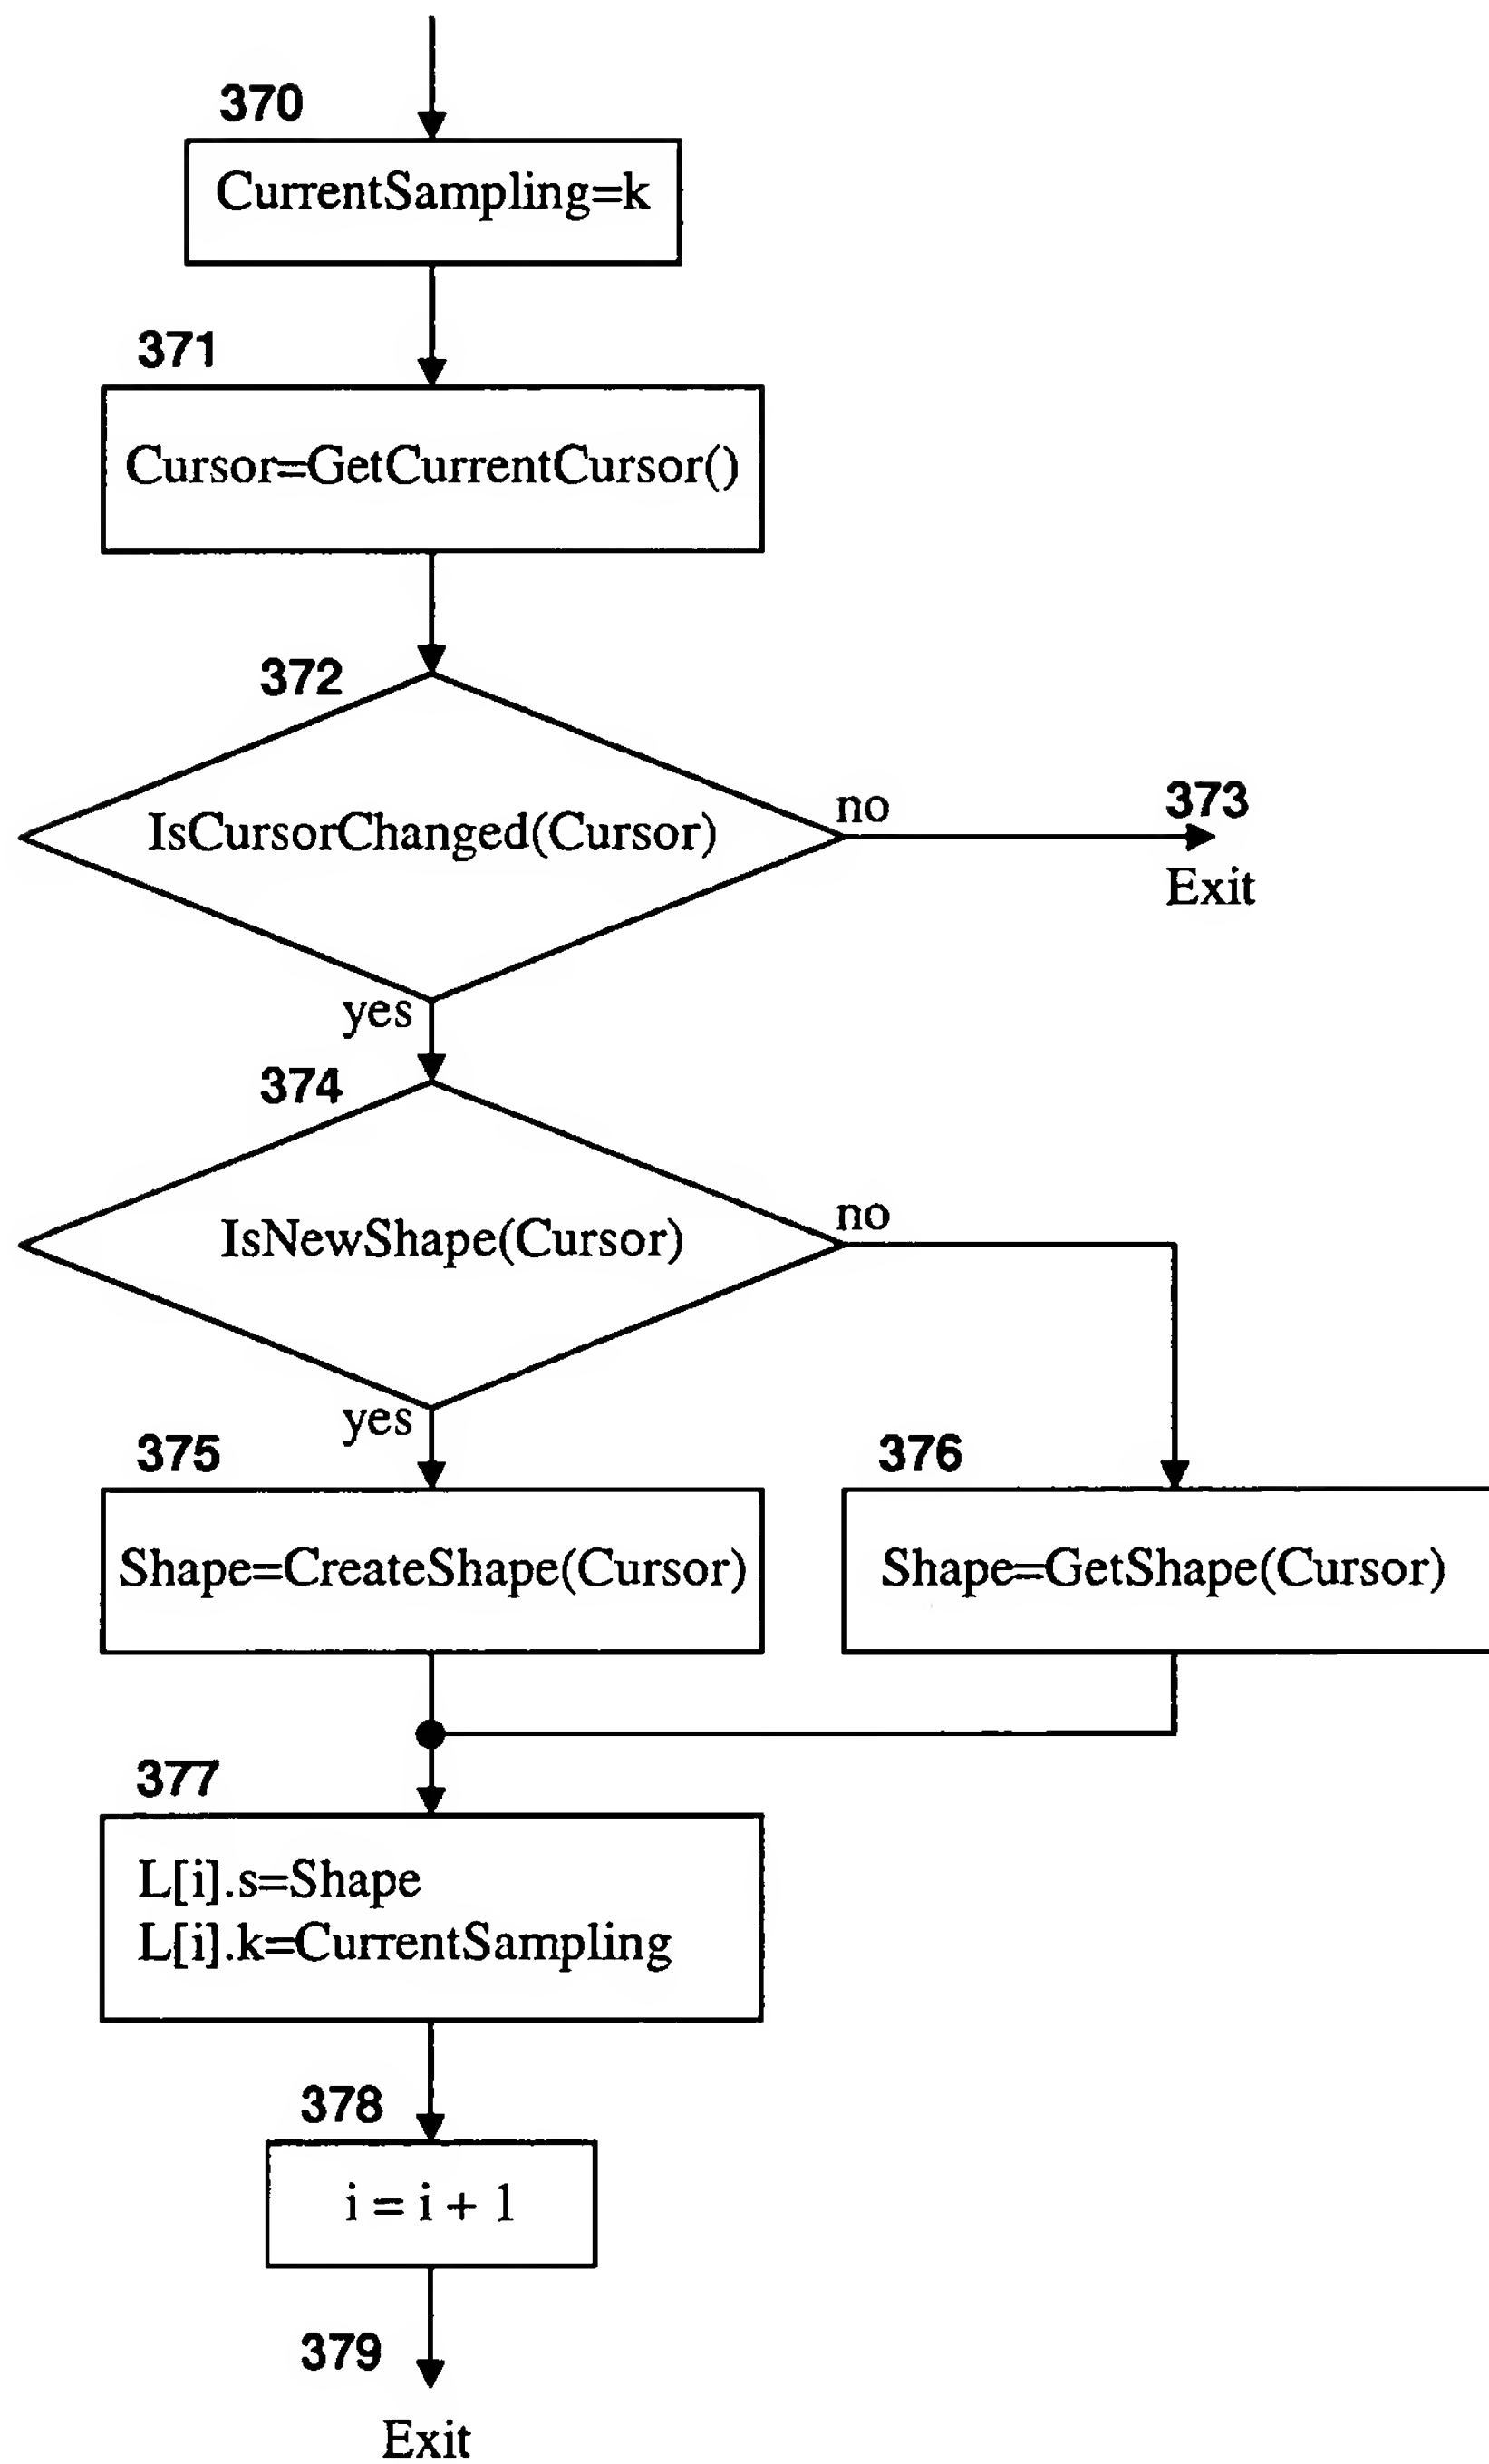 370
CurrentSampling=k
371
Cursor=GetCurrentCursor()
372
IsCursorChanged(Cursor)
no
373
Exit
yes
374
IsNewShape(Cursor)
no
yes
375
Shape=CreateShape(Cursor)
376
Shape=GetShape(Cursor)
377
L[i].s=Shape
L[i].k=CurrentSampling
378
i = i + 1
379
Exit